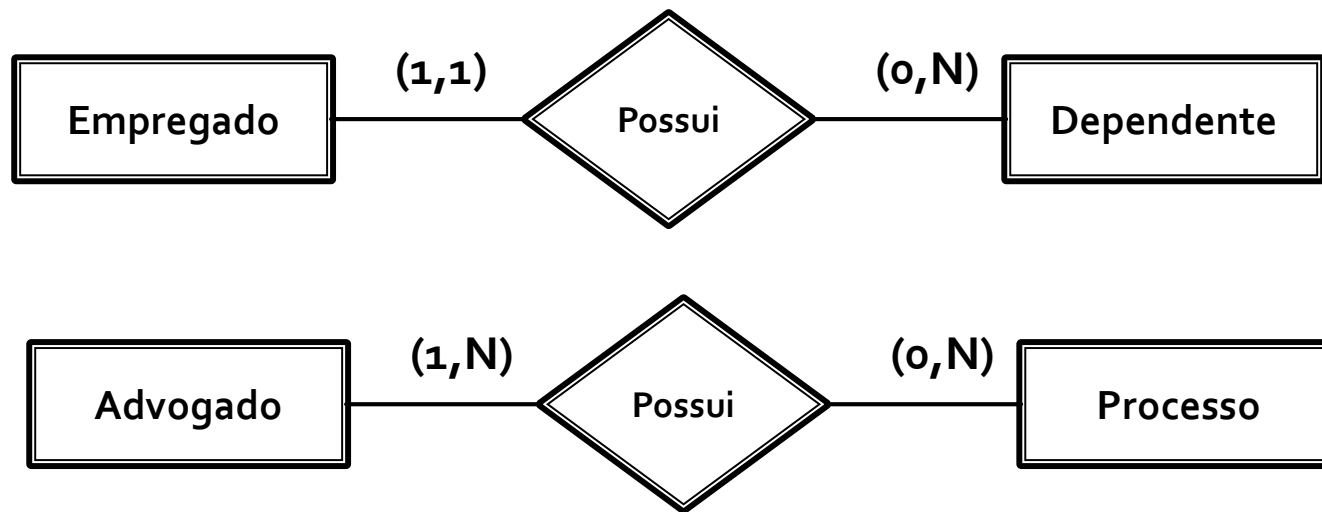 (1,1) (0,N)
Empregado Possui Dependente
(1,N) (0,N)
Advogado Possui Processo